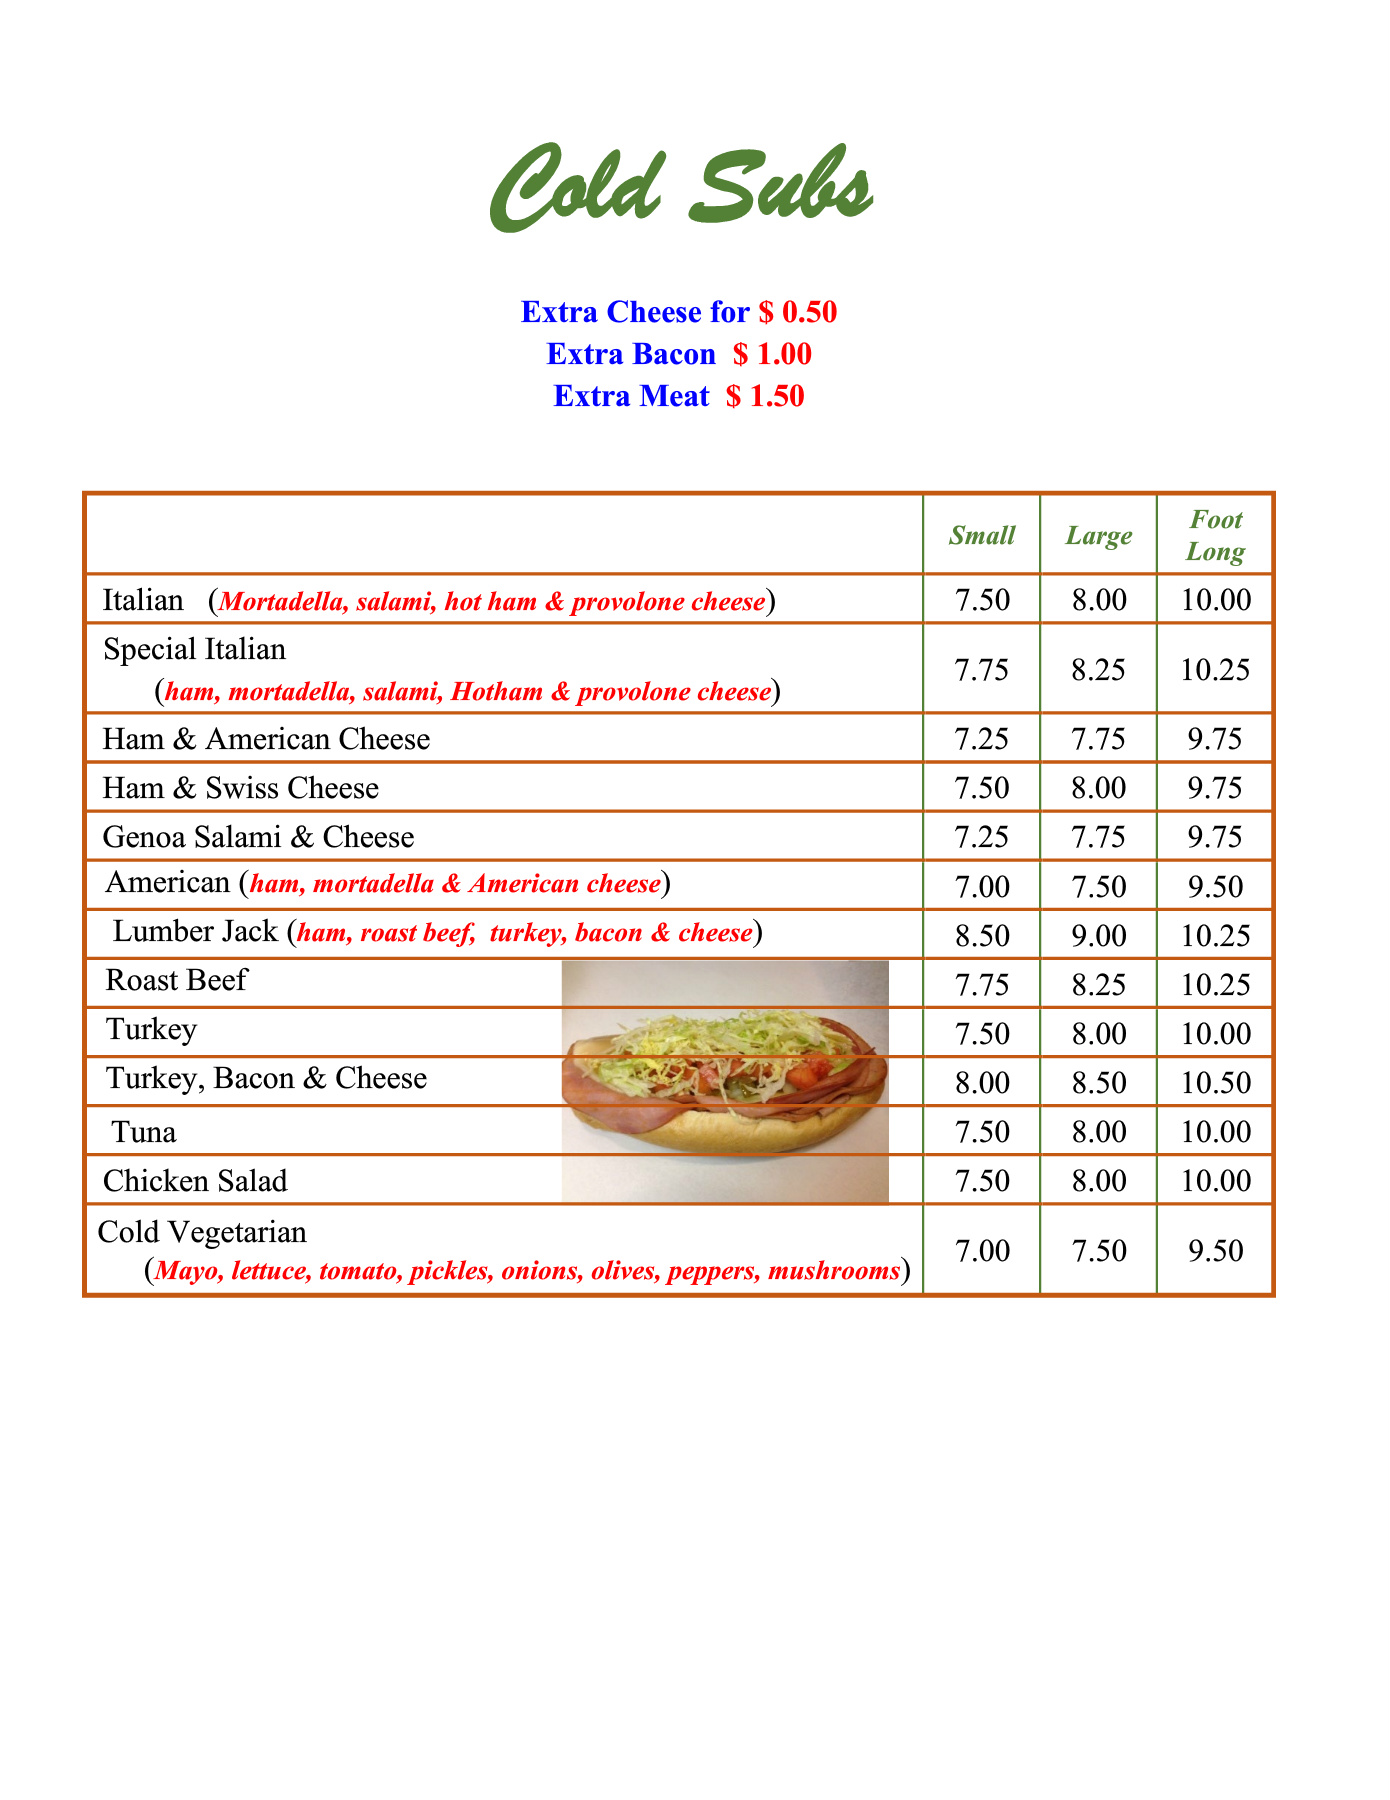 Cold Subs
Extra Cheese for $ 0.50
Extra Bacon $ 1.00
Extra Meat $ 1.50
Small Large Foot Long
Italian (Mortadella, salami, hot ham & provolone cheese) 7.50 8.00 10.00
Special Italian
(ham, mortadella, salami, Hotham & provolone cheese) 7.75 8.25 10.25
Ham & American Cheese 7.25 7.75 9.75
Ham & Swiss Cheese 7.50 8.00 9.75
Genoa Salami & Cheese 7.25 7.75 9.75
American (ham, mortadella & American cheese) 7.00 7.50 9.50
Lumber Jack (ham, roast beef, turkey, bacon & cheese) 8.50 9.00 10.25
Roast Beef 7.75 8.25 10.25
Turkey 7.50 8.00 10.00
Turkey, Bacon & Cheese 8.00 8.50 10.50
Tuna 7.50 8.00 10.00
Chicken Salad 7.50 8.00 10.00
Cold Vegetarian
(Mayo, lettuce, tomato, pickles, onions, olives, peppers, mushrooms) 7.00 7.50 9.50